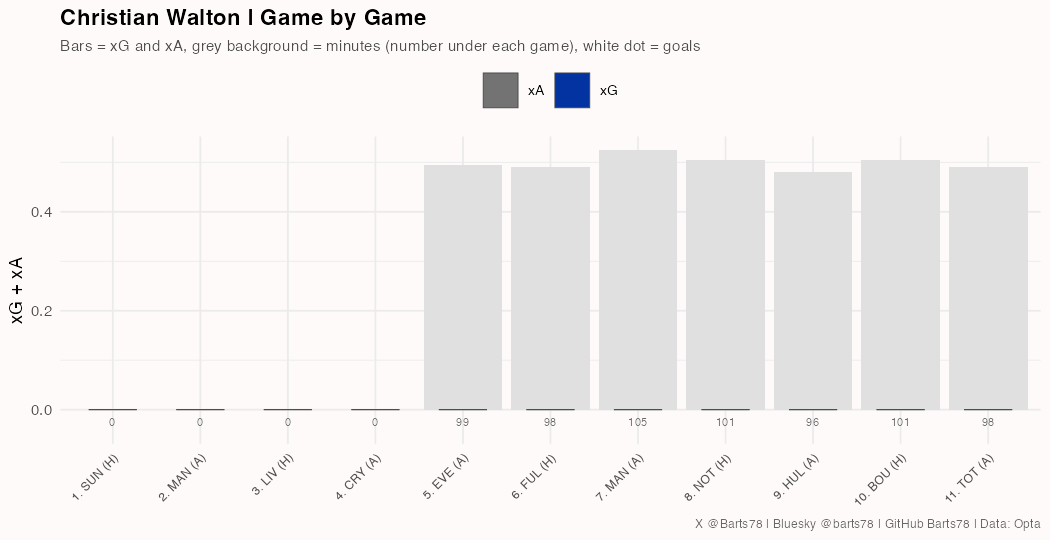 Christian Walton | Game by Game
Bars = xG and xA, grey background = minutes (number under each game), white dot = goals
xA xG
xG + xA
0.4
0.2
0.0
0 0 0 0 99 98 105 101 96 101 98
1. SUN (H) 2. MAN (A) 3. LIV (H) 4. CRY (A) 5. EVE (A) 6. FUL (H) 7. MAN (A) 8. NOT (H) 9. HUL (A) 10. BOU (H) 11. TOT (A)
X @Barts78 | Bluesky @barts78 | GitHub Barts78 | Data: Opta